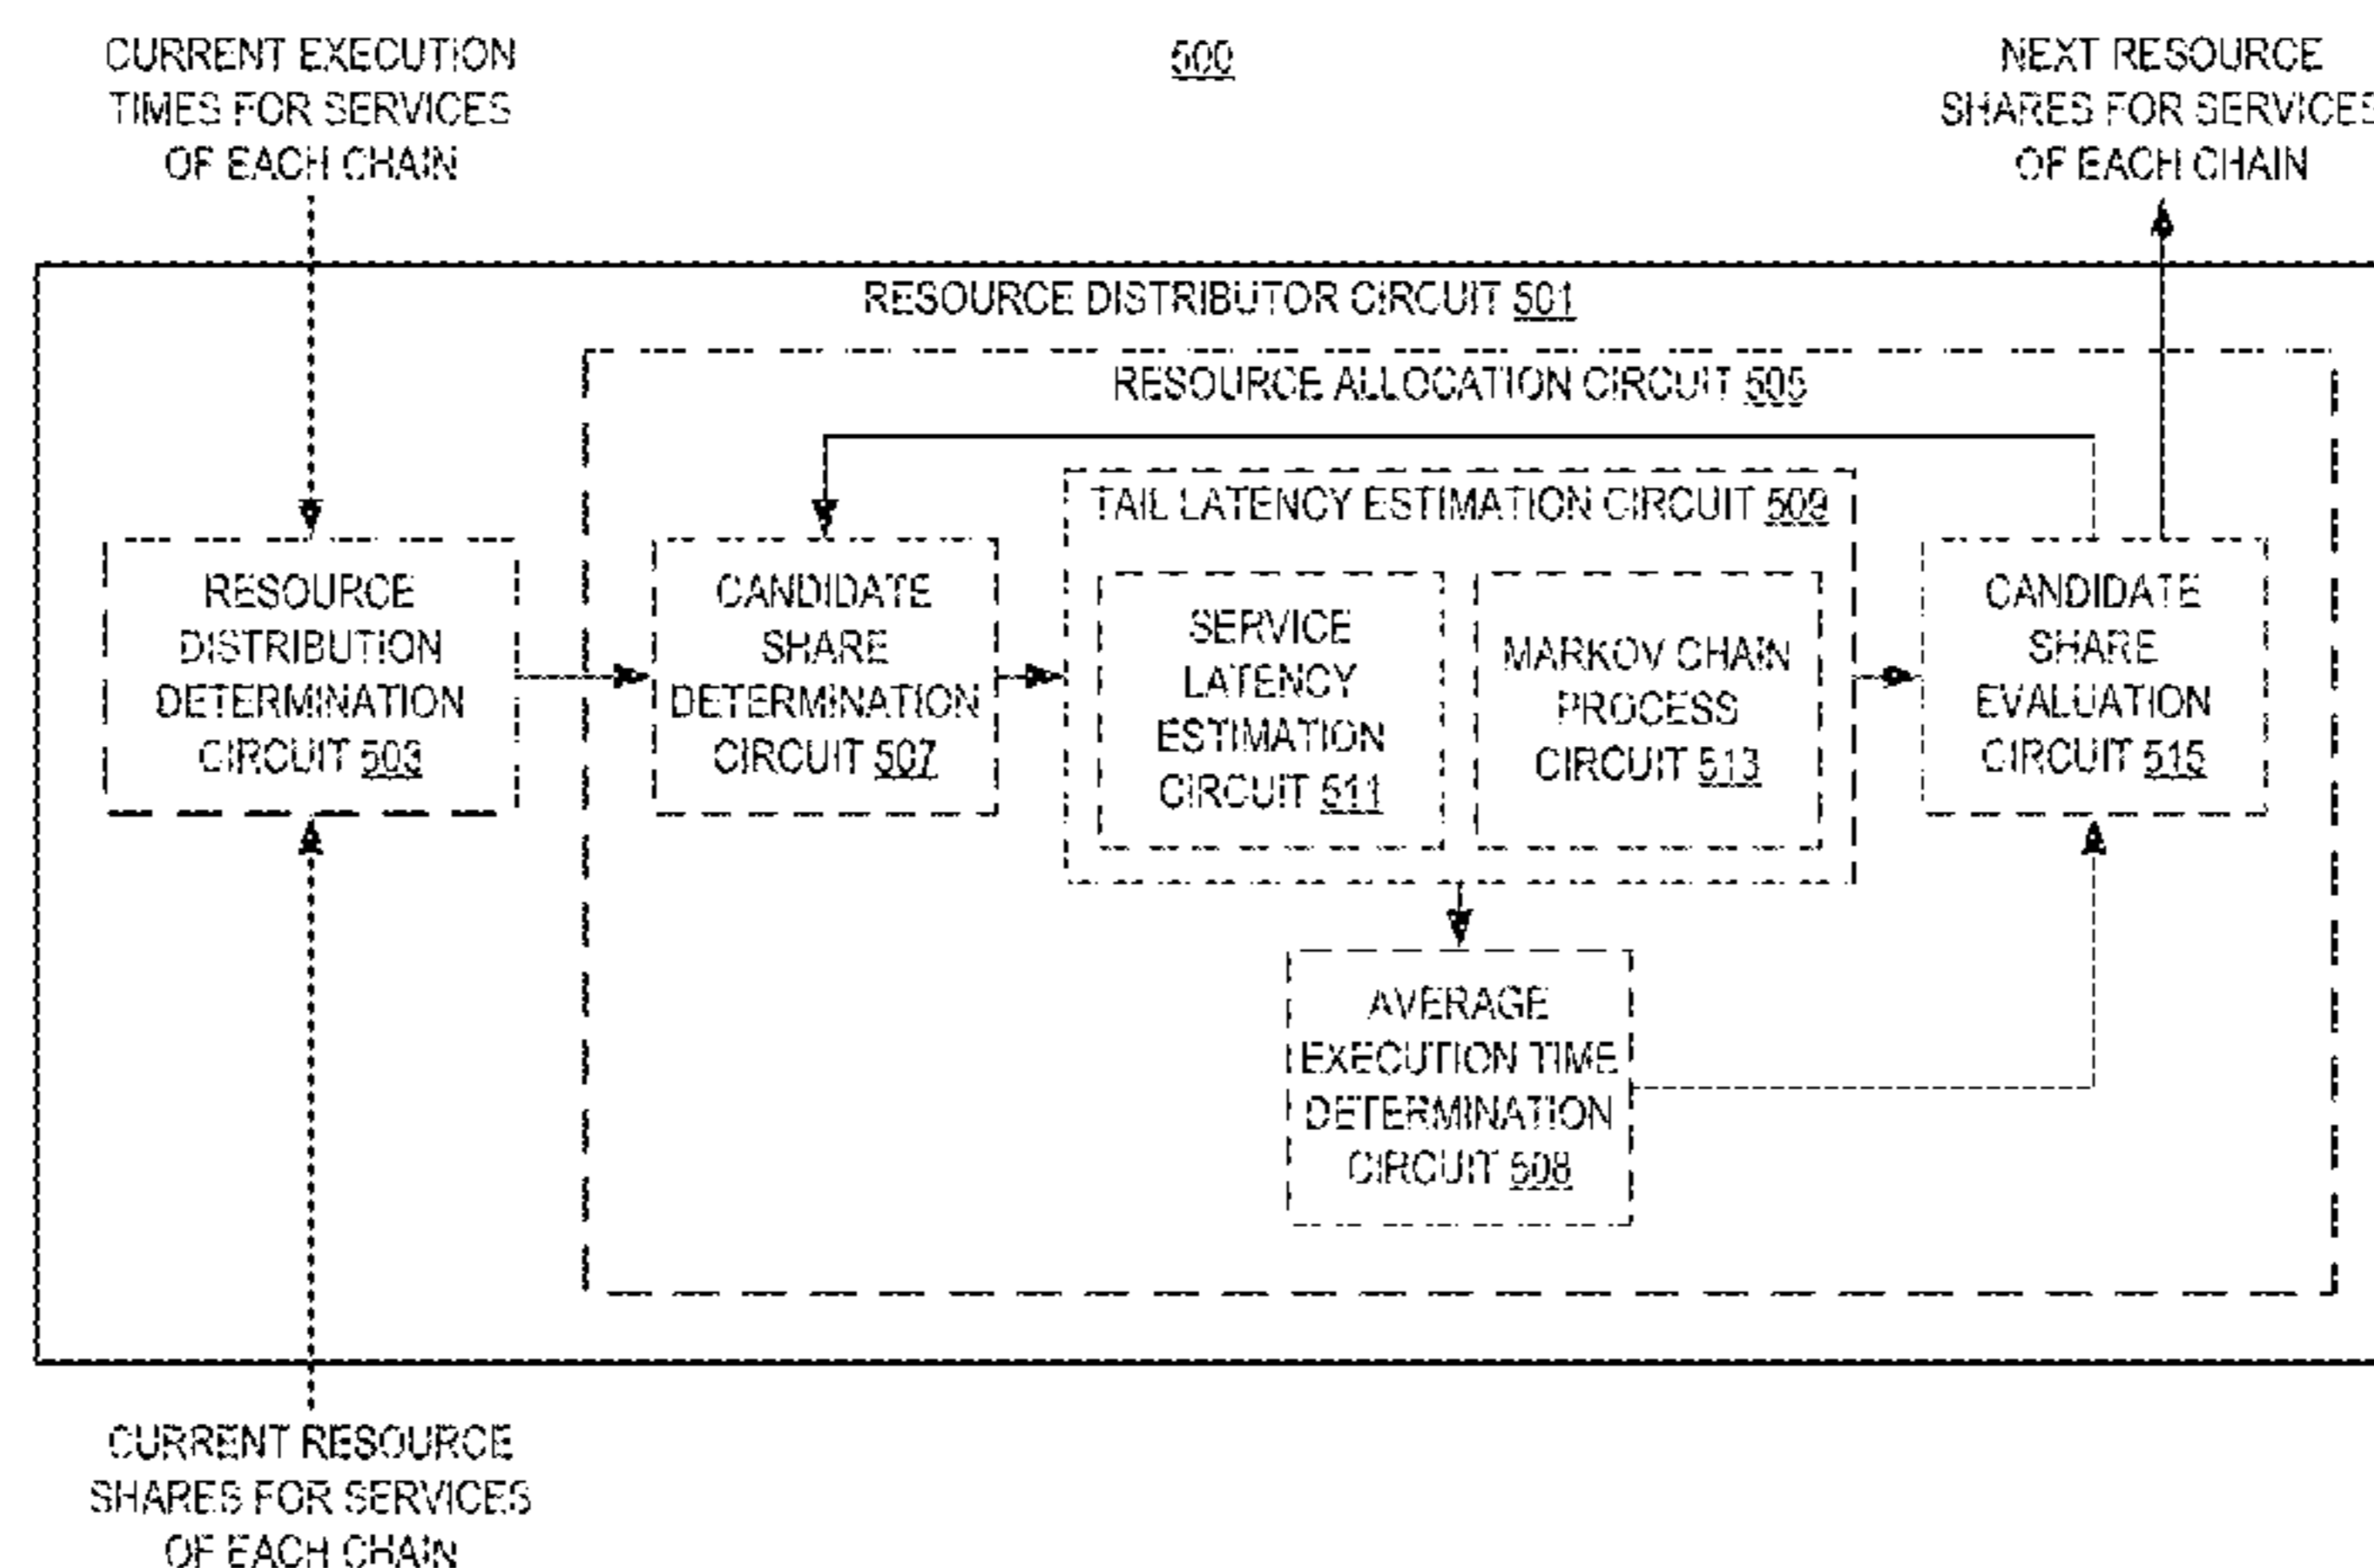 500
CURRENT EXECUTION
TIMES FOR SERVICES
OF EACH CHAIN
NEXT RESOURCE
SHARES FOR SERVICES
OF EACH CHAIN
RESOURCE DISTRIBUTOR CIRCUIT 501
RESOURCE ALLOCATION CIRCUIT 505
RESOURCE
DISTRIBUTION
DETERMINATION
CIRCUIT 503
CANDIDATE
SHARE
DETERMINATION
CIRCUIT 507
TAIL LATENCY ESTIMATION CIRCUIT 509
SERVICE
LATENCY
ESTIMATION
CIRCUIT 511
MARKOV CHAIN
PROCESS
CIRCUIT 513
CANDIDATE
SHARE
EVALUATION
CIRCUIT 515
AVERAGE
EXECUTION TIME
DETERMINATION
CIRCUIT 508
CURRENT RESOURCE
SHARES FOR SERVICES
OF EACH CHAIN